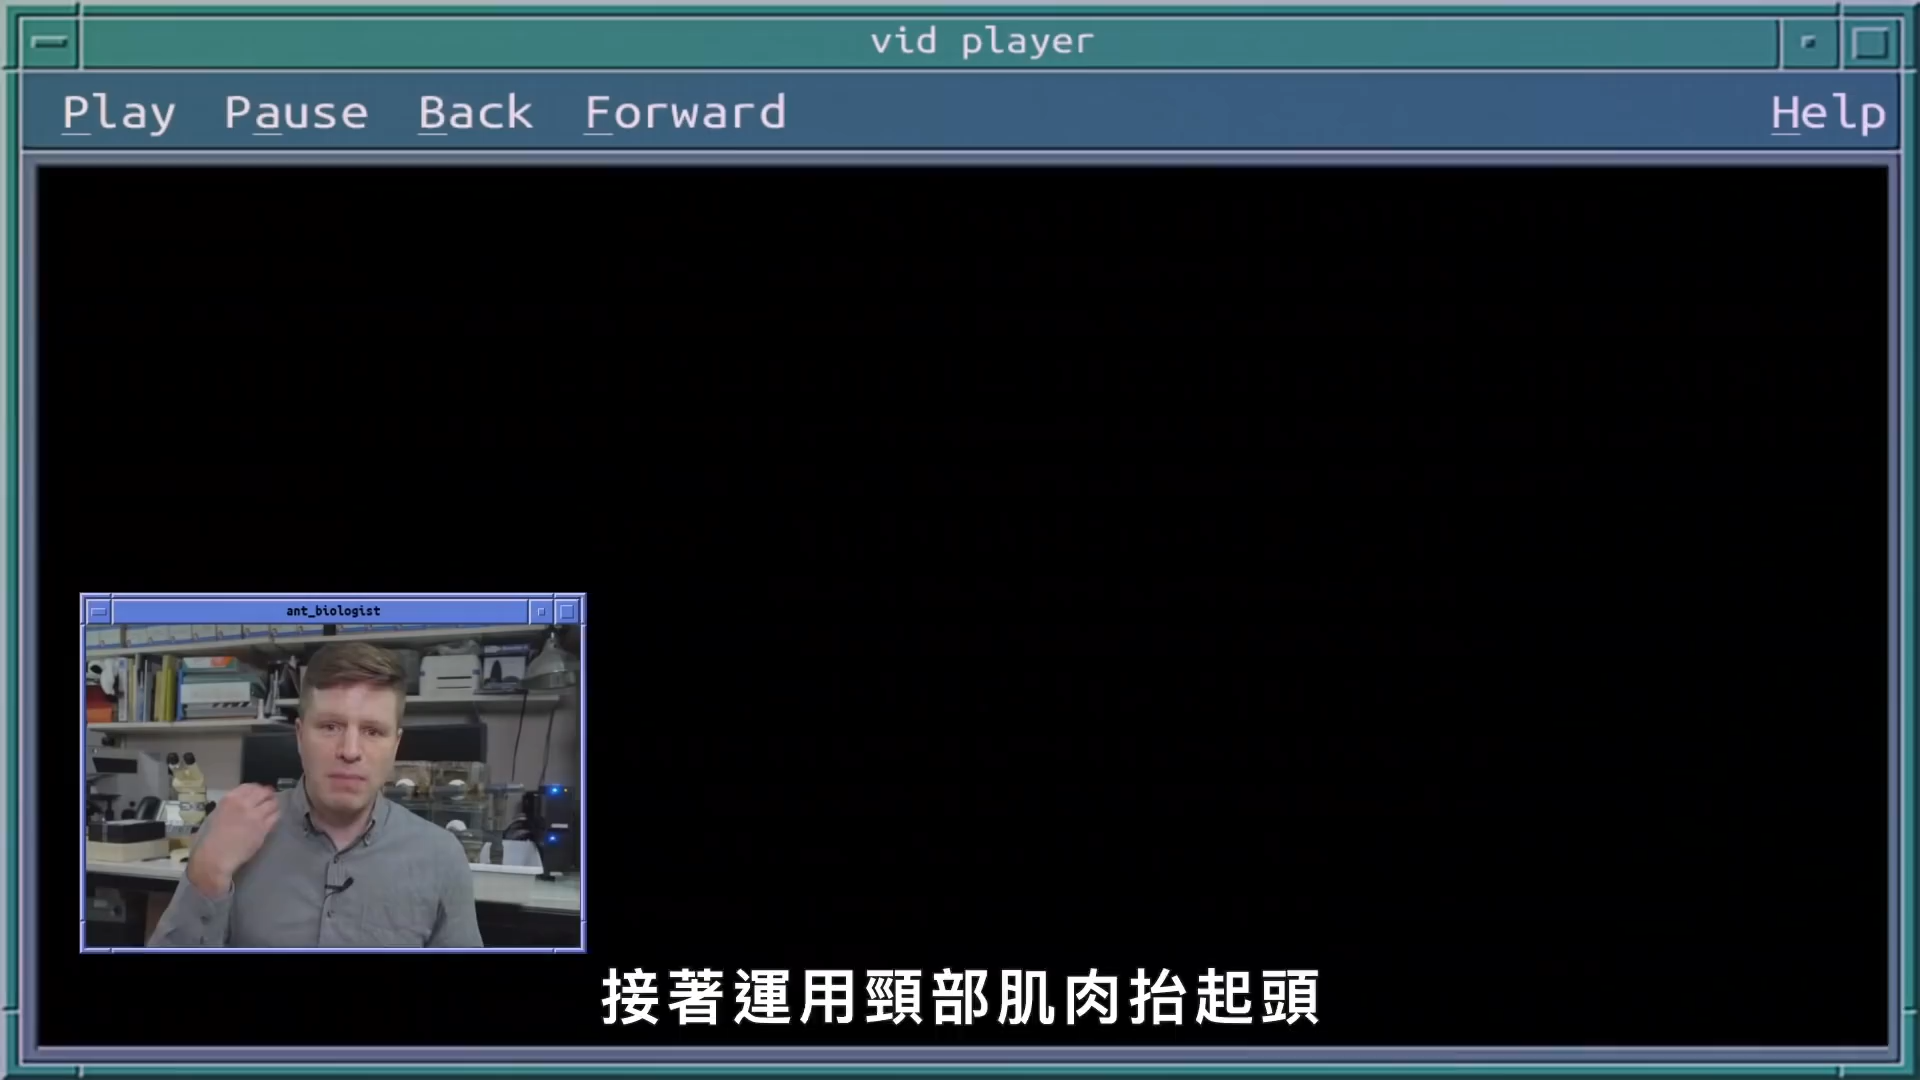 vid player
Play Pause Back Forward Help
ant_biologist
接著運用頸部肌肉抬起頭